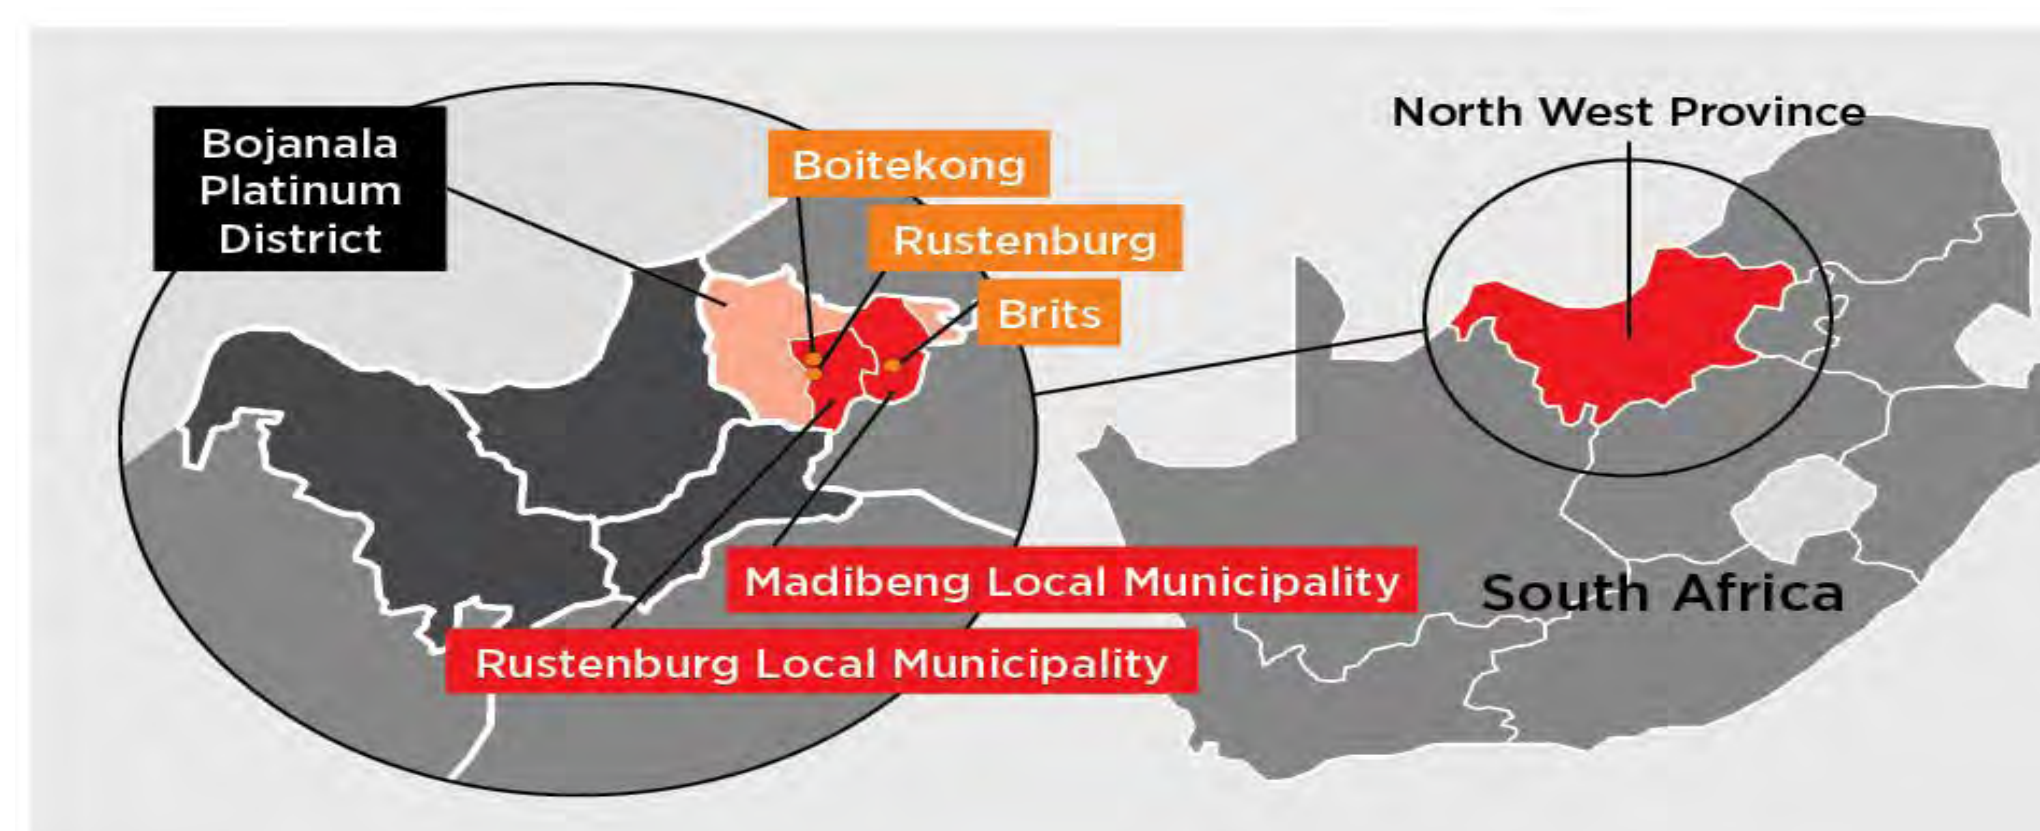 Bojanala
Platinum
District
Boitekong
Rustenburg
Brits
North West Province
Madibeng Local Municipality
South Africa
Rustenburg Local Municipality